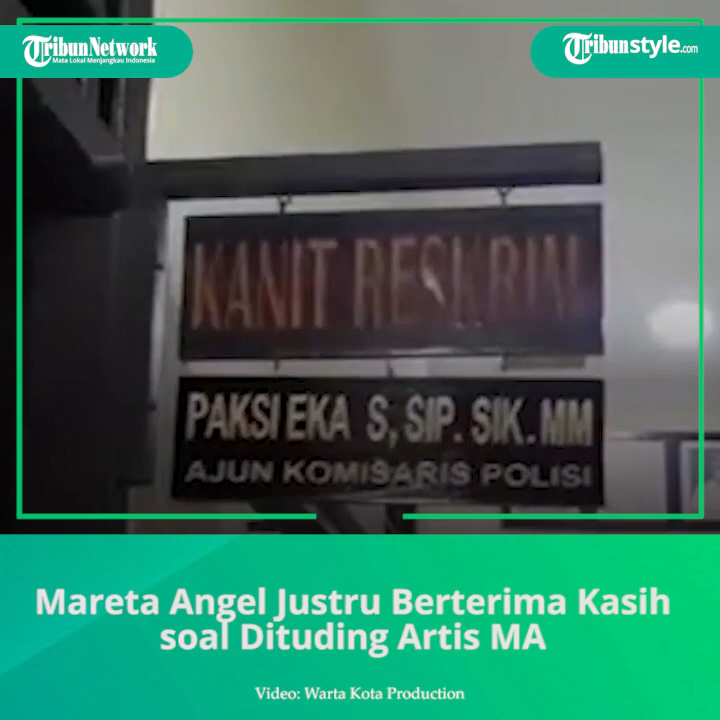 TribunNetwork
Mata Lokal Menjangkau Indonesia
Tribunstyle.com
KANIT RESKRIM
PAKSI EKA S, SIP. SIK. MM
AJUN KOMISARIS POLISI
Mareta Angel Justru Berterima Kasih
soal Dituding Artis MA
Video: Warta Kota Production